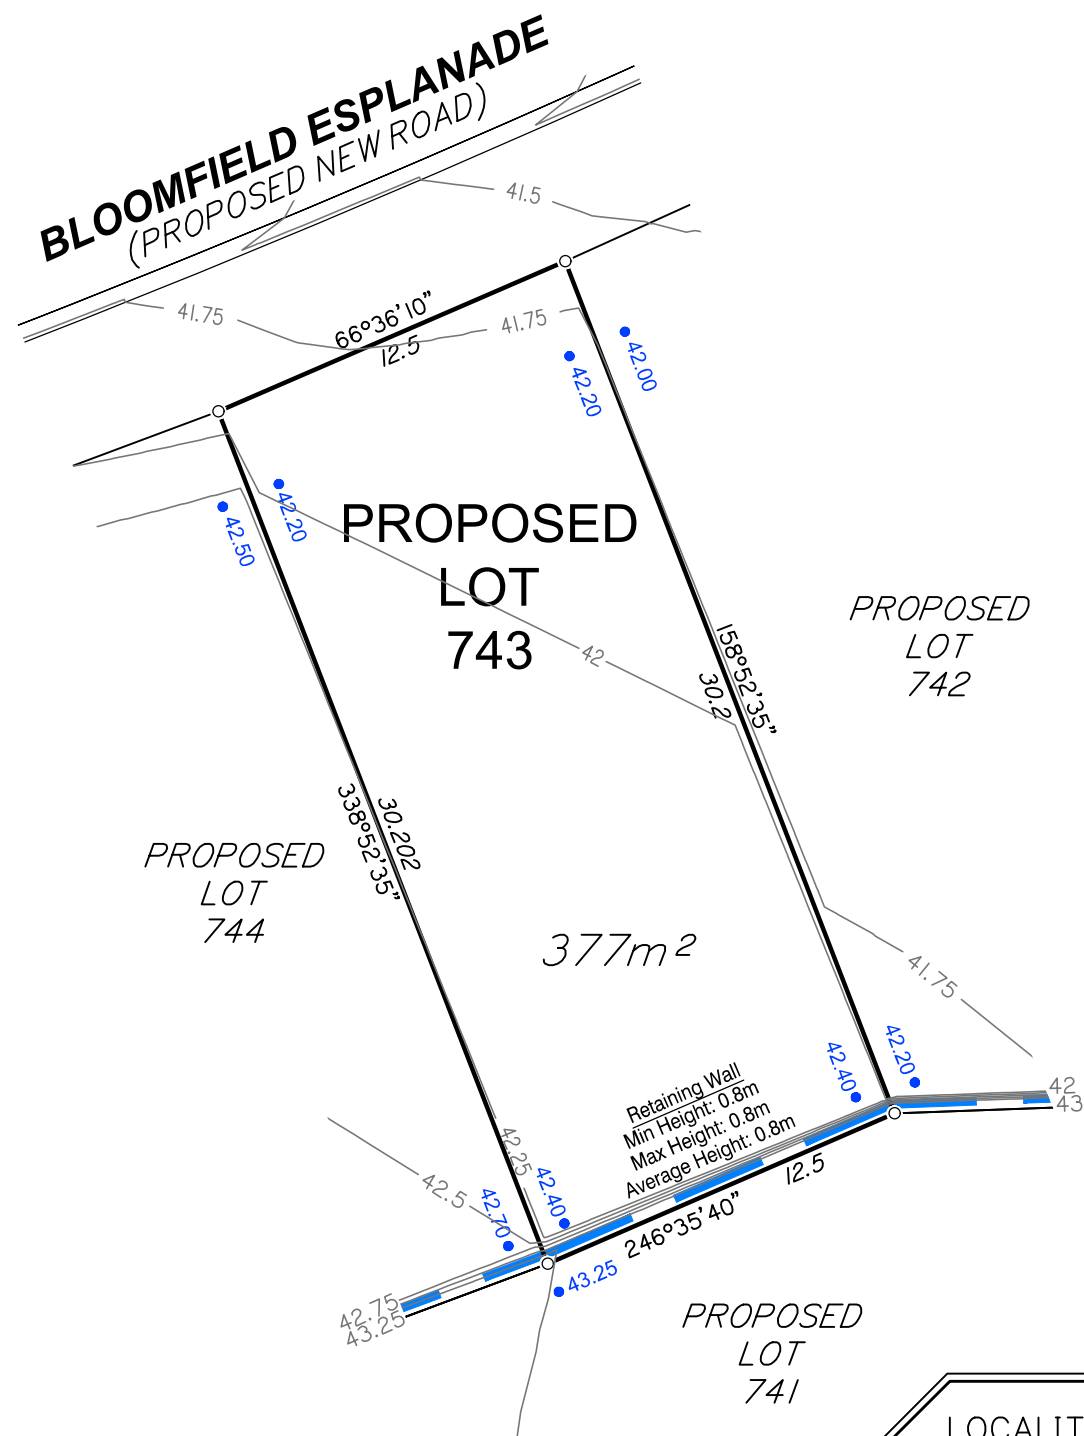 BLOOMFIELD ESPLANADE
(PROPOSED NEW ROAD)
41.5
41.75
66°36'10"
12.5
41.75
42.00
42.20
42.20
42.50
PROPOSED
LOT
743
42
158°52'35"
30.2
PROPOSED
LOT
742
338°52'35"
30.202
PROPOSED
LOT
744
377m²
41.75
42.40
42.20
42
43
Retaining Wall
Min Height: 0.8m
Max Height: 0.8m
Average Height: 0.8m
12.5
246°35'40"
42.25
42.5
42.70
42.40
43.25
42.75
43.25
PROPOSED
LOT
741
LOCALIT